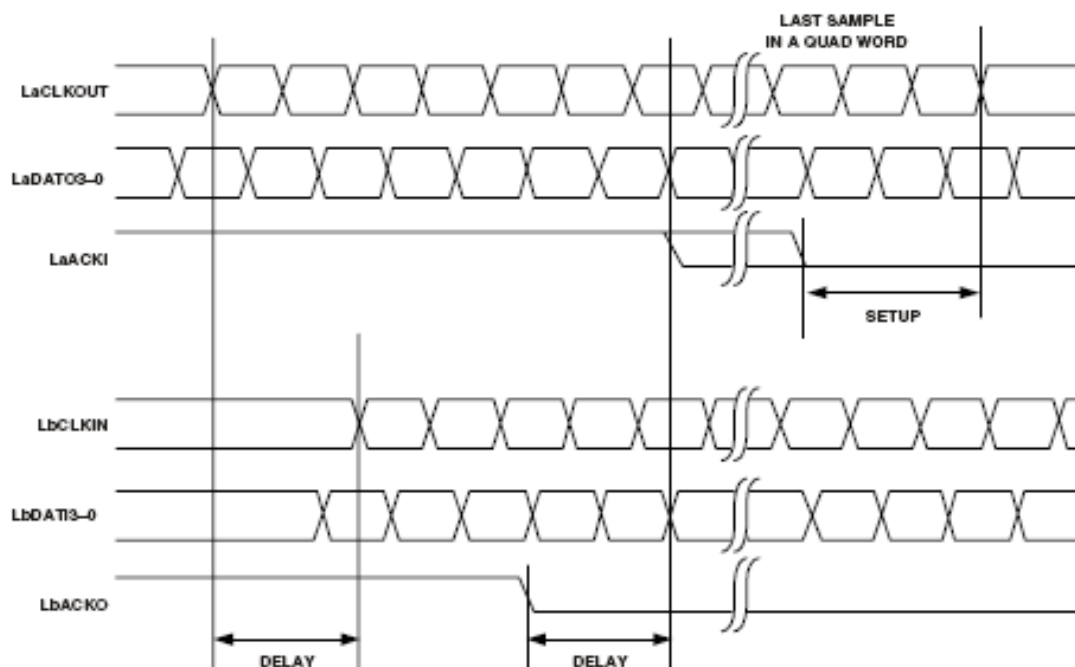 LAST SAMPLE
IN A QUAD WORD
LaCLKOUT
LaDATO3–0
LaACKI
SETUP
LbCLKIN
LbDATI3–0
LbACKO
DELAY
DELAY